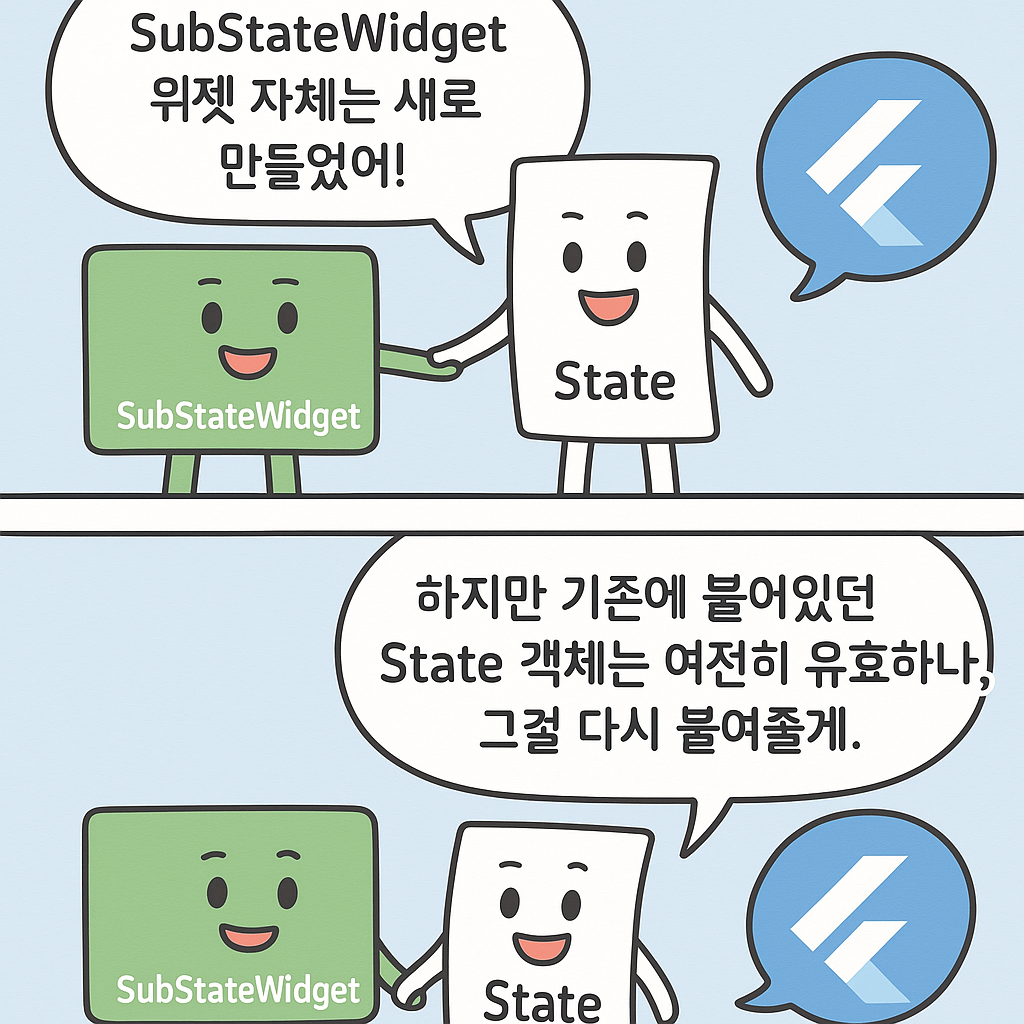 SubStateWidget
위젯 자체는 새로
만들었어!
SubStateWidget
State
하지만 기존에 불어있던
State 객체는 여전히 유효하나,
그걸 다시 붙여줄게.
SubStateWidget
State